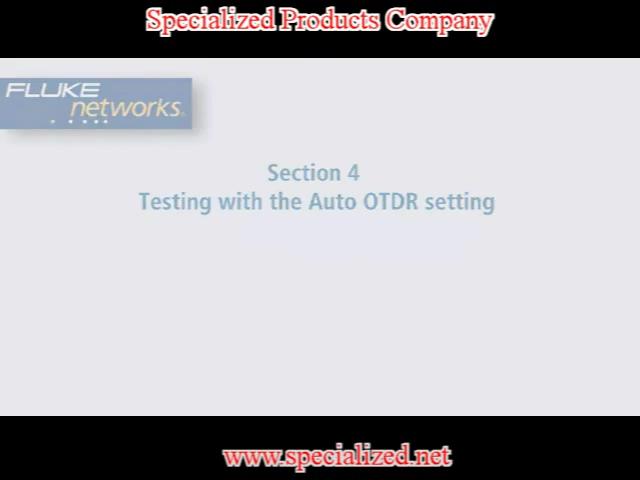 Specialized Products Company
FLUKE
networks®
Section 4
Testing with the Auto OTDR setting
www.specialized.net